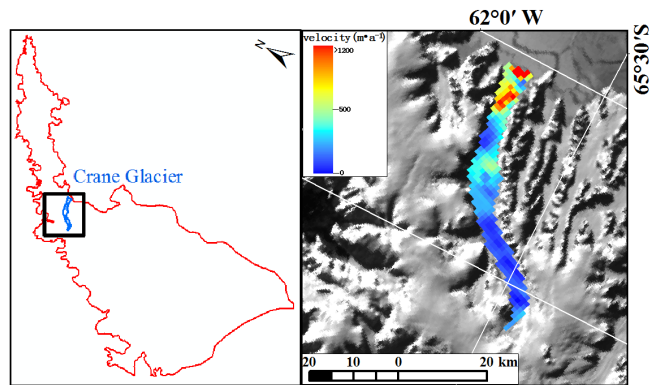 62°0′ W
65°30′S
N
Crane Glacier
velocity(m*a⁻¹)
>1200
500
0
20 10 0 20 km